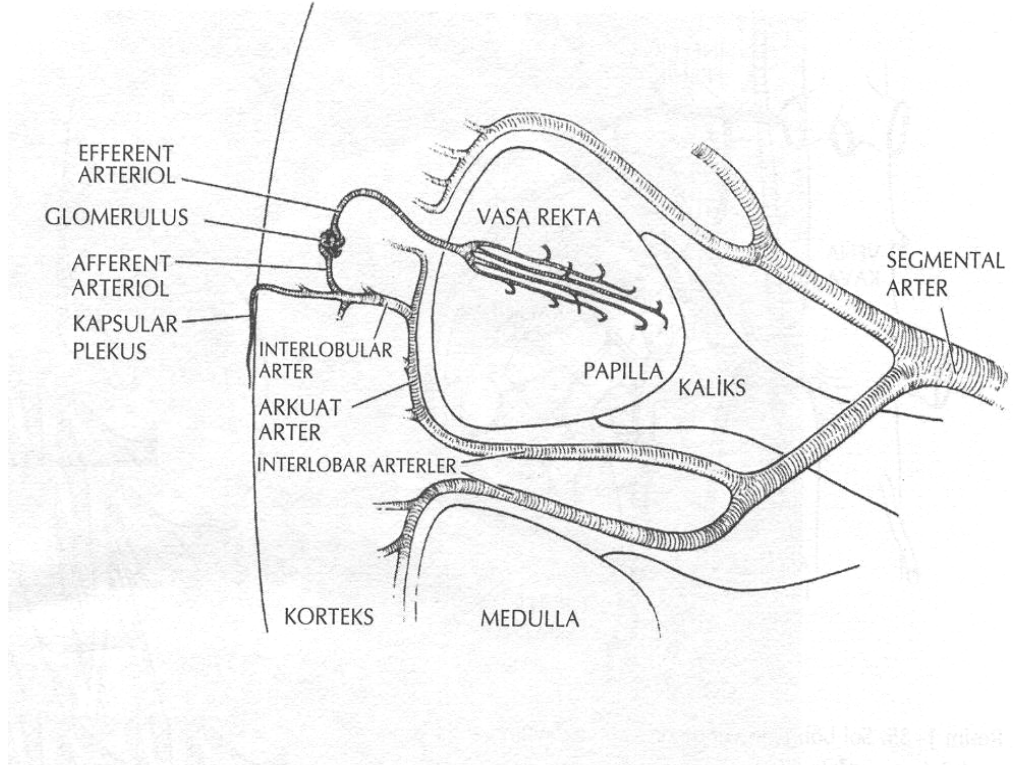 EFFERENT
ARTERIOL
GLOMERULUS
AFFERENT
ARTERIOL
KAPSULAR
PLEKUS
VASA REKTA
SEGMENTAL
ARTER
INTERLOBULAR
ARTER
PAPILLA
KALİKS
ARKUAT
ARTER
INTERLOBAR ARTERLER
KORTEKS
MEDULLA